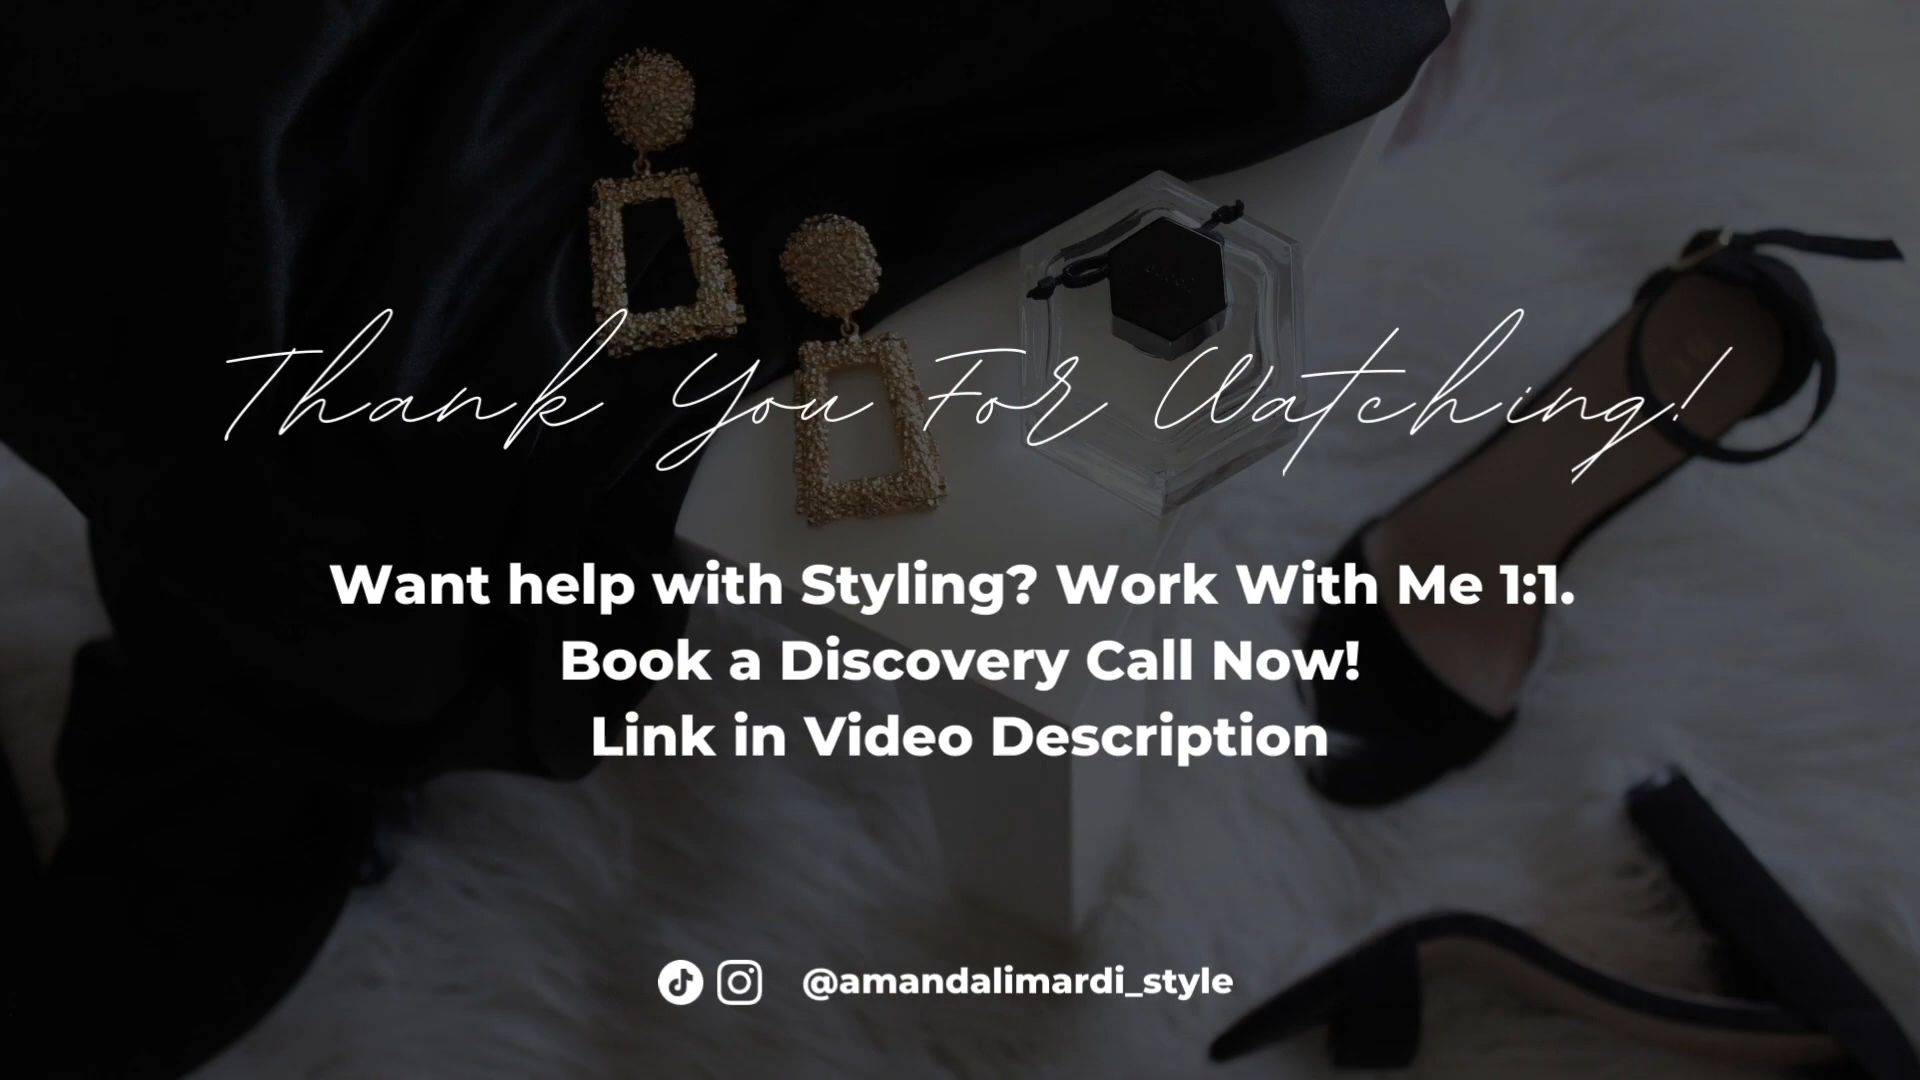 Thank You For Watching!
Want help with Styling? Work With Me 1:1.
Book a Discovery Call Now!
Link in Video Description
@amandalimardi_style